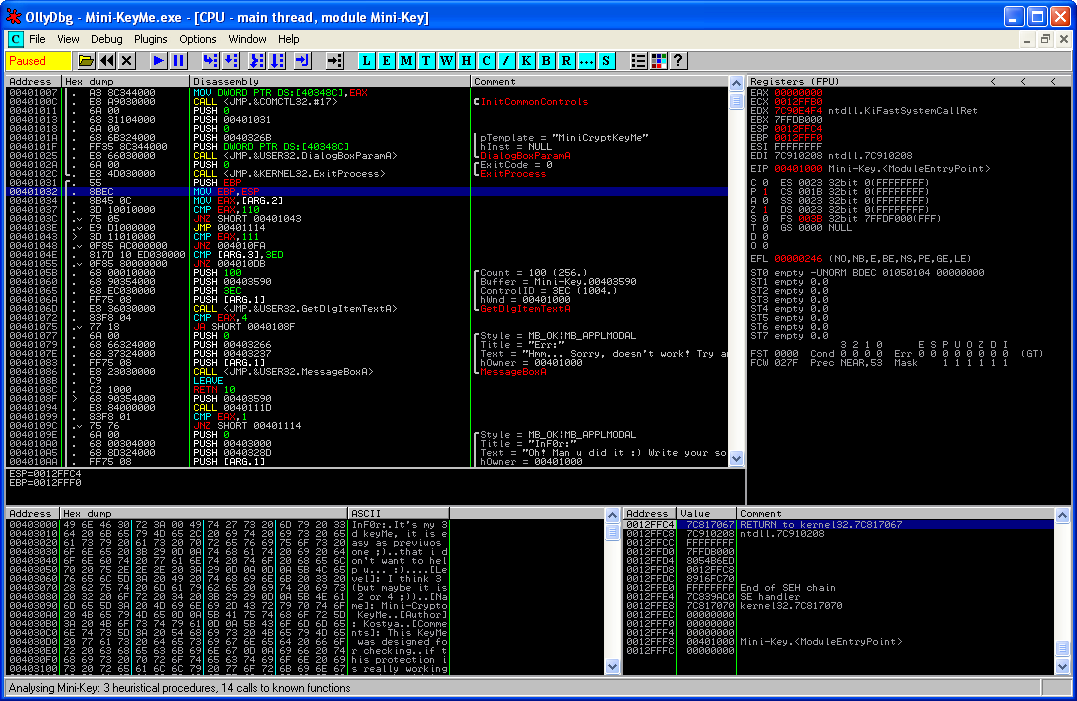 OllyDbg - Mini-KeyMe.exe - [CPU - main thread, module Mini-Key]
C File View Debug Plugins Options Window Help
Paused L E M T W H C / K B R ... S ?
Address Hex dump Disassembly Comment
00401007 . A3 8C344000 MOV DWORD PTR DS:[40348C],EAX
0040100C . E8 A9030000 CALL <JMP.&COMCTL32.#17> InitCommonControls
00401011 . 6A 00 PUSH 0
00401013 . 68 31104000 PUSH 00401031
00401018 . 6A 00 PUSH 0
0040101A . 68 6B324000 PUSH 0040326B pTemplate = "MiniCryptKeyMe"
0040101F . FF35 8C344000 PUSH DWORD PTR DS:[40348C] hInst = NULL
00401025 . E8 66030000 CALL <JMP.&USER32.DialogBoxParamA> DialogBoxParamA
0040102A . 6A 00 PUSH 0 ExitCode = 0
0040102C . E8 4D030000 CALL <JMP.&KERNEL32.ExitProcess> ExitProcess
00401031 . 55 PUSH EBP
00401032 . 8BEC MOV EBP,ESP
00401034 . 8B45 0C MOV EAX,[ARG.2]
00401037 . 3D 10010000 CMP EAX,110
0040103C . 75 05 JNZ SHORT 00401043
0040103E . E9 D1000000 JMP 00401114
00401043 > 3D 11010000 CMP EAX,111
00401048 . 0F85 AC000000 JNZ 004010FA
0040104E . 817D 10 ED030000 CMP [ARG.3],3ED
00401055 . 0F85 80000000 JNZ 004010DB
0040105B . 68 00010000 PUSH 100 Count = 100 (256.)
00401060 . 68 90354000 PUSH 00403590 Buffer = Mini-Key.00403590
00401065 . 68 EC030000 PUSH 3EC ControlID = 3EC (1004.)
0040106A . FF75 08 PUSH [ARG.1] hWnd = 00401000
0040106D . E8 36030000 CALL <JMP.&USER32.GetDlgItemTextA> GetDlgItemTextA
00401072 . 83F8 04 CMP EAX,4
00401075 . 77 18 JA SHORT 0040108F
00401077 . 6A 00 PUSH 0 Style = MB_OK|MB_APPLMODAL
00401079 . 68 66324000 PUSH 00403266 Title = "Err:"
0040107E . 68 37324000 PUSH 00403237 Text = "Hmm... Sorry, doesn't work! Try a
00401083 . FF75 08 PUSH [ARG.1] hOwner = 00401000
00401086 . E8 23030000 CALL <JMP.&USER32.MessageBoxA> MessageBoxA
0040108B . C9 LEAVE
0040108C . C2 1000 RETN 10
0040108F > 68 90354000 PUSH 00403590
00401094 . E8 84000000 CALL 0040111D
00401099 . 83F8 01 CMP EAX,1
0040109C . 75 76 JNZ SHORT 00401114
0040109E . 6A 00 PUSH 0 Style = MB_OK|MB_APPLMODAL
004010A0 . 68 00304000 PUSH 00403000 Title = "InF0r:"
004010A5 . 68 8D324000 PUSH 0040328D Text = "Oh! Man u did it :) Write your so
004010AA . FF75 08 PUSH [ARG.1] hOwner = 00401000
ESP=0012FFC4
EBP=0012FFF0
Registers (FPU) < < <
EAX 00000000
ECX 0012FFB0
EDX 7C90E4F4 ntdll.KiFastSystemCallRet
EBX 7FFDB000
ESP 0012FFC4
EBP 0012FFF0
ESI FFFFFFFF
EDI 7C910208 ntdll.7C910208
EIP 00401000 Mini-Key.<ModuleEntryPoint>
C 0 ES 0023 32bit 0(FFFFFFFF)
P 1 CS 001B 32bit 0(FFFFFFFF)
A 0 SS 0023 32bit 0(FFFFFFFF)
Z 1 DS 0023 32bit 0(FFFFFFFF)
S 0 FS 003B 32bit 7FFDF000(FFF)
T 0 GS 0000 NULL
D 0
O 0
EFL 00000246 (NO,NB,E,BE,NS,PE,GE,LE)
ST0 empty -UNORM BDEC 01050104 00000000
ST1 empty 0.0
ST2 empty 0.0
ST3 empty 0.0
ST4 empty 0.0
ST5 empty 0.0
ST6 empty 0.0
ST7 empty 0.0
3 2 1 0 E S P U O Z D I
FST 0000 Cond 0 0 0 0 Err 0 0 0 0 0 0 0 0 (GT)
FCW 027F Prec NEAR,53 Mask 1 1 1 1 1 1
Address Hex dump ASCII
00403000 49 6E 46 30 72 3A 00 49 74 27 73 20 6D 79 20 33 InF0r:.It's my 3
00403010 64 20 6B 65 79 4D 65 2C 20 69 74 20 69 73 20 65 d keyMe, it is e
00403020 61 73 79 20 61 73 20 70 72 65 76 69 75 6F 73 20 asy as previuos
00403030 6F 6E 65 20 3B 29 0D 0A 74 68 61 74 20 69 20 64 one ;)..that i d
00403040 6F 6E 60 74 20 77 61 6E 74 20 74 6F 20 68 65 6C on't want to hel
00403050 70 20 75 2E 2E 2E 20 3A 29 0D 0A 0D 0A 5B 4C 65 p u... :)....[Le
00403060 76 65 6C 5D 3A 20 49 20 74 68 69 6E 6B 20 33 20 vel]: I think 3
00403070 28 62 75 74 20 6D 61 79 62 65 20 69 74 20 69 73 (but maybe it is
00403080 20 32 20 6F 72 20 34 20 3B 29 29 0D 0A 5B 4E 61 2 or 4 ;))..[Na
00403090 6D 65 5D 3A 20 4D 69 6E 69 2D 43 72 79 70 74 6F me]: Mini-Crypto
004030A0 20 4B 65 79 4D 65 0D 0A 5B 41 75 74 68 6F 72 5D KeyMe..[Author]
004030B0 3A 20 4B 6F 73 74 79 61 0D 0A 5B 43 6F 6D 6D 65 : Kostya..[Comme
004030C0 6E 74 73 5D 3A 20 54 68 69 73 20 4B 65 79 4D 65 nts]: This KeyMe
004030D0 20 77 61 73 20 64 65 73 69 67 6E 65 64 20 66 6F was designed fo
004030E0 72 20 63 68 65 63 6B 69 6E 67 0D 0A 69 66 20 74 r checking..if t
004030F0 68 69 73 20 70 72 6F 74 65 63 74 69 6F 6E 20 69 his protection i
00403100 73 20 72 65 61 6C 6C 79 20 77 6F 72 6B 69 6E 67 s really working
Address Value Comment
0012FFC4 7C817067 RETURN to kernel32.7C817067
0012FFC8 7C910208 ntdll.7C910208
0012FFCC FFFFFFFF
0012FFD0 7FFDB000
0012FFD4 8054B6ED
0012FFD8 0012FFC8
0012FFDC 8916FC70
0012FFE0 FFFFFFFF End of SEH chain
0012FFE4 7C839AC0 SE handler
0012FFE8 7C817070 kernel32.7C817070
0012FFEC 00000000
0012FFF0 00000000
0012FFF4 00000000
0012FFF8 00401000 Mini-Key.<ModuleEntryPoint>
0012FFFC 00000000
Analysing Mini-Key: 3 heuristical procedures, 14 calls to known functions